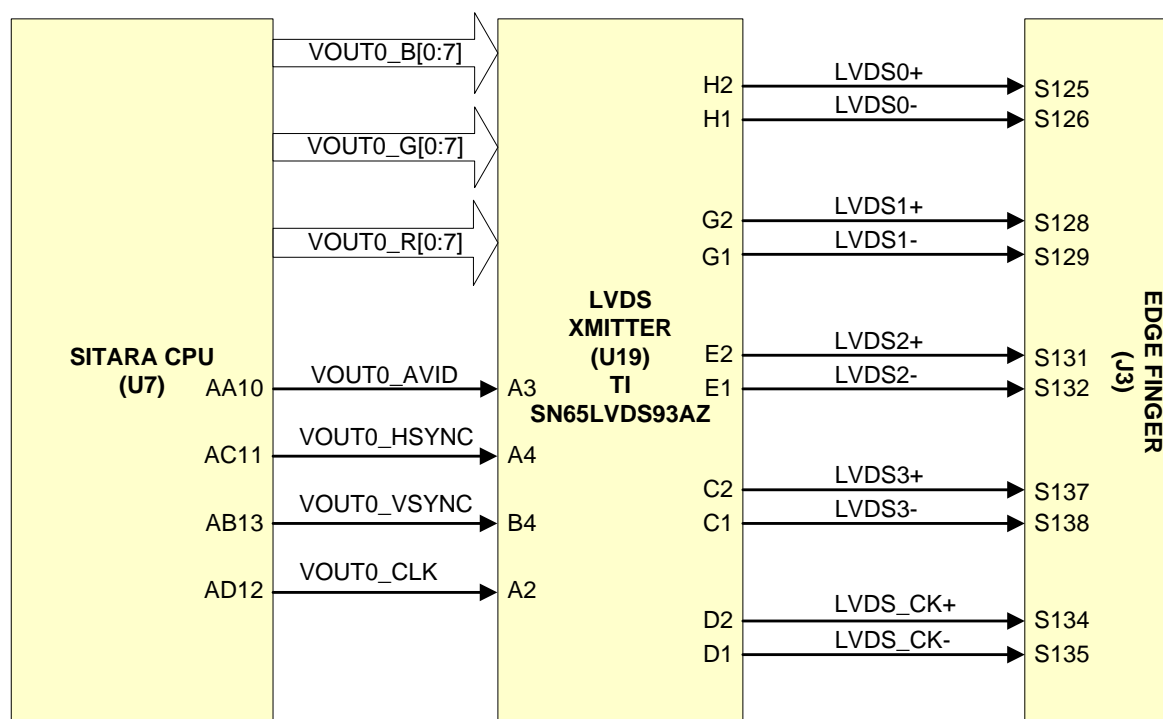 VOUT0_B[0:7]
VOUT0_G[0:7]
VOUT0_R[0:7]
SITARA CPU
(U7)
AA10
VOUT0_AVID
A3
AC11
VOUT0_HSYNC
A4
AB13
VOUT0_VSYNC
B4
AD12
VOUT0_CLK
A2
LVDS
XMITTER
(U19)
TI
SN65LVDS93AZ
H2
LVDS0+
S125
H1
LVDS0-
S126
G2
LVDS1+
S128
G1
LVDS1-
S129
E2
LVDS2+
S131
E1
LVDS2-
S132
C2
LVDS3+
S137
C1
LVDS3-
S138
D2
LVDS_CK+
S134
D1
LVDS_CK-
S135
EDGE FINGER
(J3)